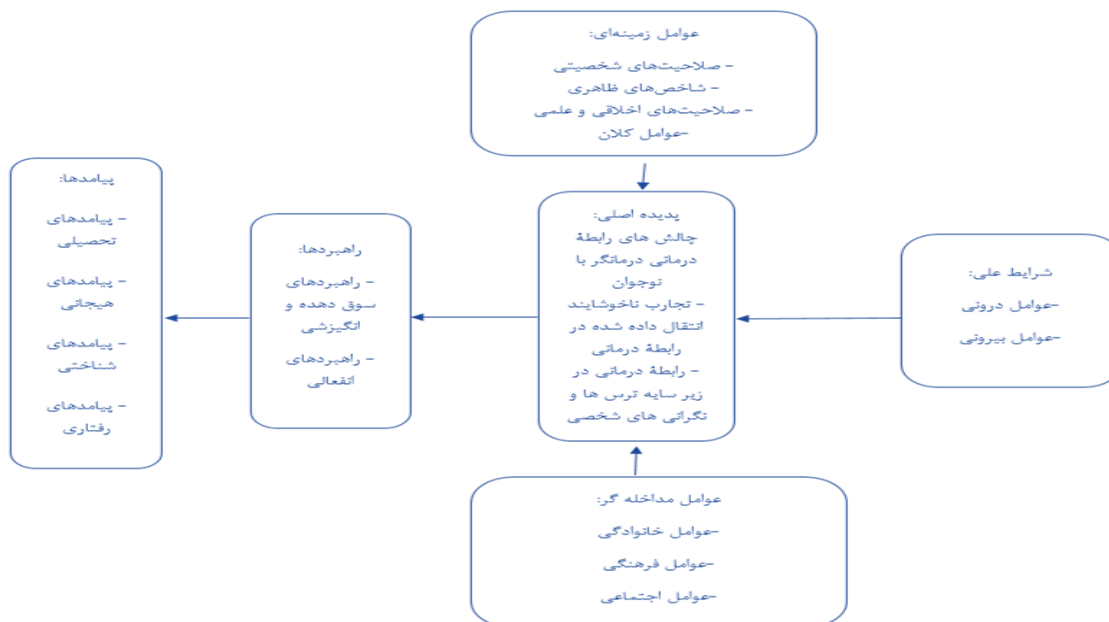 عوامل زمینه‌ای:
- صلاحیت‌های شخصیتی
- شاخص‌های ظاهری
- صلاحیت‌های اخلاقی و علمی
-عوامل کلان
شرایط علی:
-عوامل درونی
-عوامل بیرونی
پدیده اصلی:
چالش های رابطهٔ
درمانی درمانگر با
نوجوان
- تجارب ناخوشایند
انتقال داده شده در
رابطهٔ درمانی
- رابطهٔ درمانی در
زیر سایه ترس ها و
نگرانی های شخصی
راهبردها:
- راهبردهای
سوق دهده و
انگیزشی
- راهبردهای
انفعالی
پیامدها:
- پیامدهای
تحصیلی
- پیامدهای
هیجانی
- پیامدهای
شناختی
- پیامدهای
رفتاری
عوامل مداخله گر:
-عوامل خانوادگی
-عوامل فرهنگی
-عوامل اجتماعی